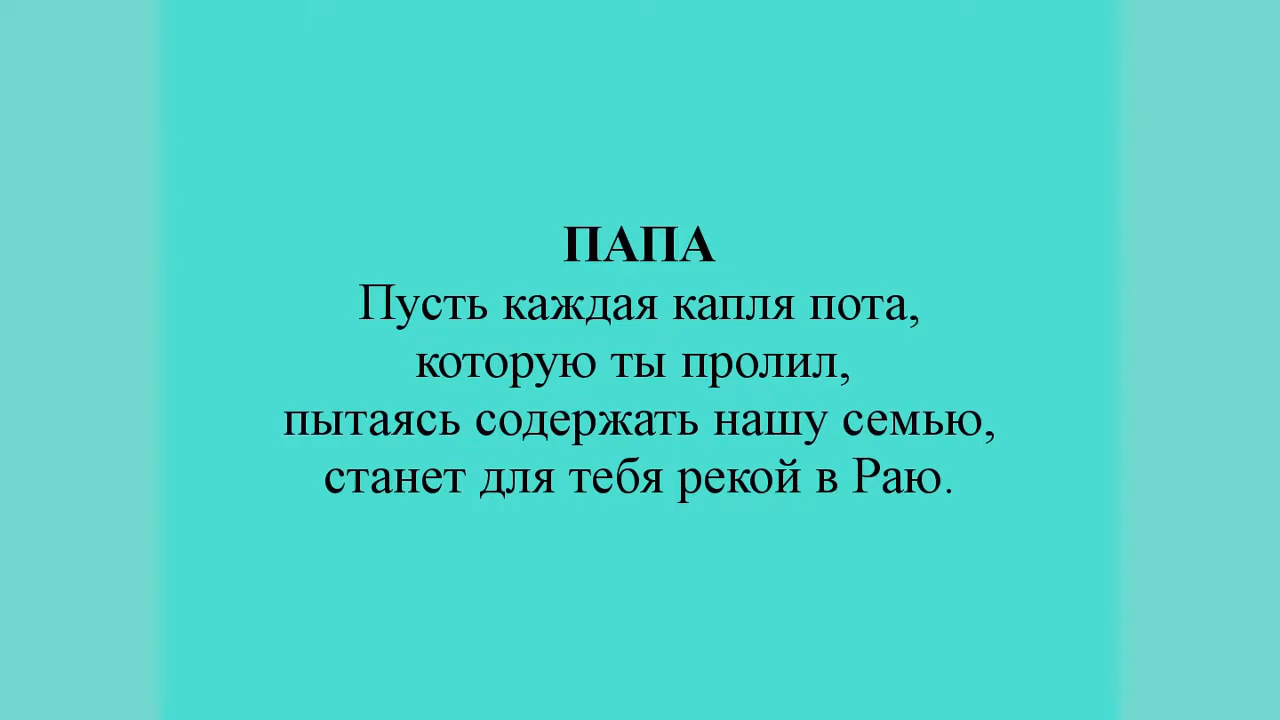 ПАПА
Пусть каждая капля пота,
которую ты пролил,
пытаясь содержать нашу семью,
станет для тебя рекой в Раю.